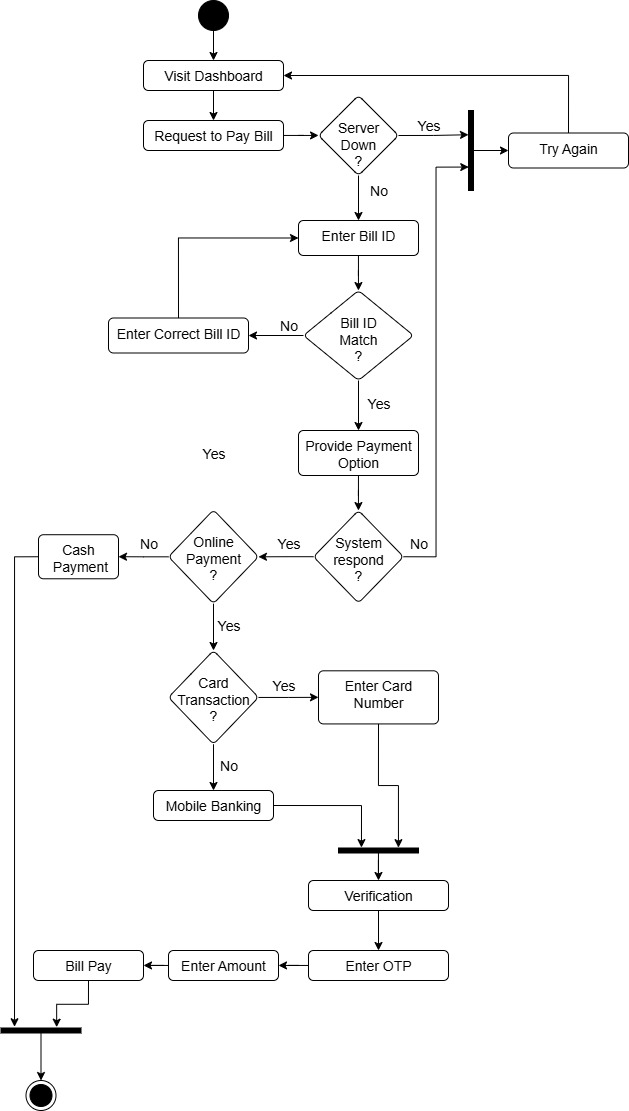 Visit Dashboard
Request to Pay Bill
Server
Down
?
Yes
Try Again
No
Enter Bill ID
Enter Correct Bill ID
No
Bill ID
Match
?
Yes
Provide Payment
Option
Yes
Cash
Payment
No
Online
Payment
?
Yes
System
respond
?
No
Yes
Card
Transaction
?
Yes
Enter Card
Number
No
Mobile Banking
Verification
Bill Pay
Enter Amount
Enter OTP